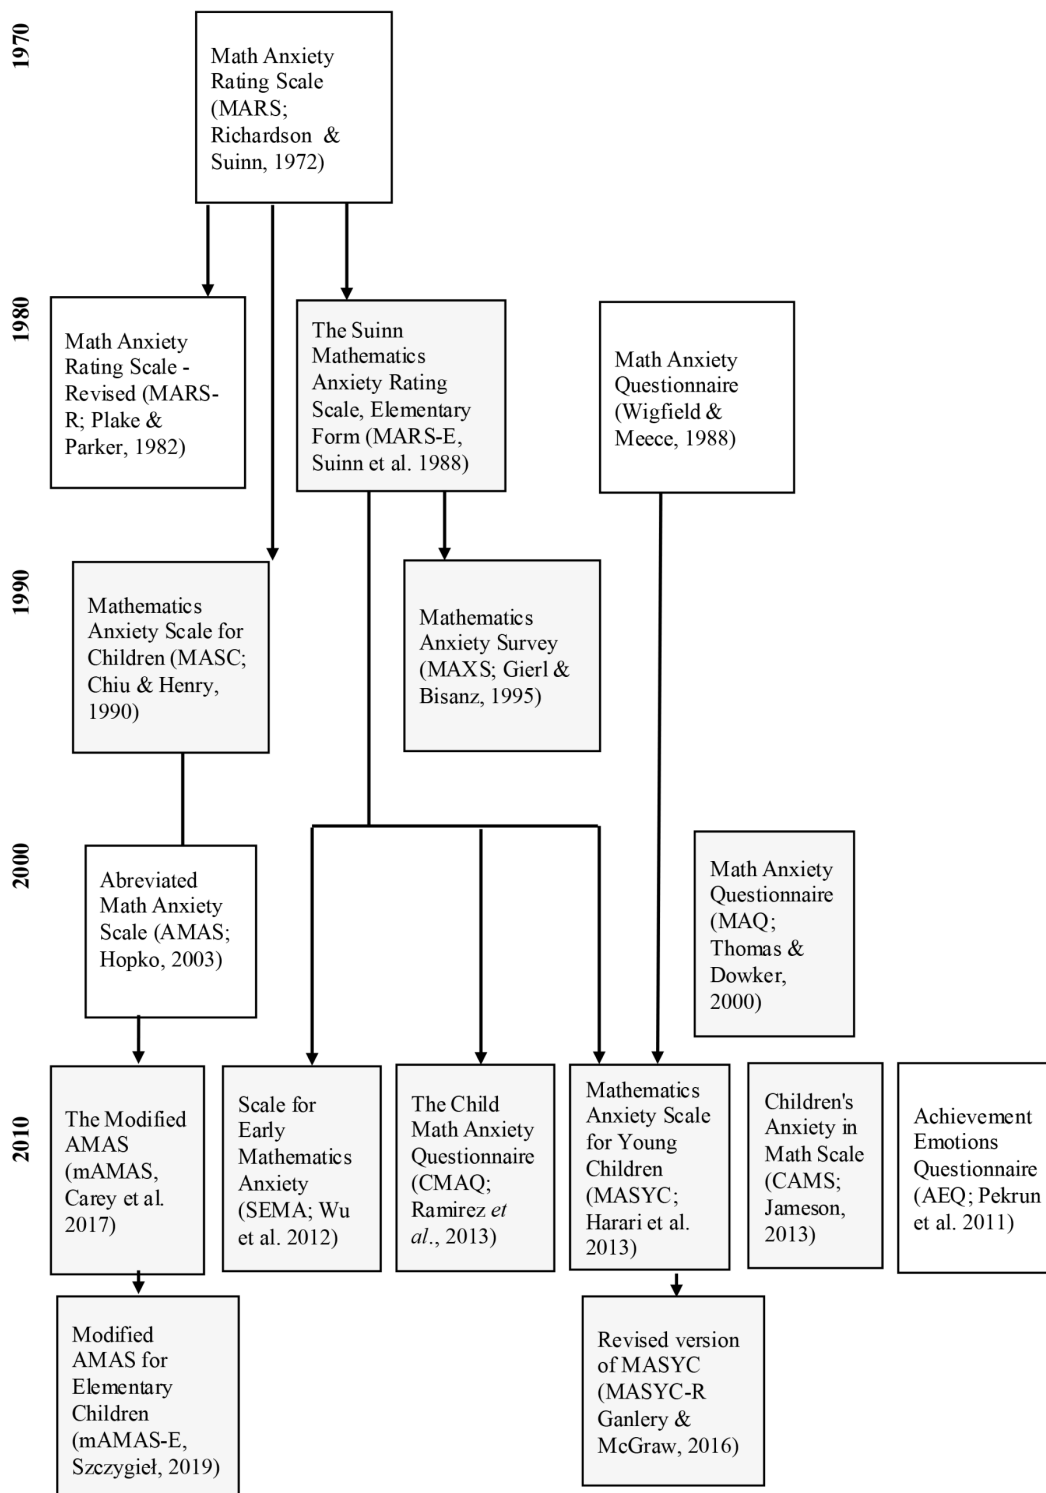 1970
Math Anxiety
Rating Scale
(MARS;
Richardson &
Suinn, 1972)
1980
Math Anxiety
Rating Scale -
Revised (MARS-
R; Plake &
Parker, 1982)
The Suinn
Mathematics
Anxiety Rating
Scale, Elementary
Form (MARS-E,
Suinn et al. 1988)
Math Anxiety
Questionnaire
(Wigfield &
Meece, 1988)
1990
Mathematics
Anxiety Scale for
Children (MASC;
Chiu & Henry,
1990)
Mathematics
Anxiety Survey
(MAXS; Gierl &
Bisanz, 1995)
2000
Abreviated
Math Anxiety
Scale (AMAS;
Hopko, 2003)
Math Anxiety
Questionnaire
(MAQ;
Thomas &
Dowker,
2000)
2010
The Modified
AMAS
(mAMAS,
Carey et al.
2017)
Scale for
Early
Mathematics
Anxiety
(SEMA; Wu
et al. 2012)
The Child
Math Anxiety
Questionnaire
(CMAQ;
Ramirez et
al., 2013)
Mathematics
Anxiety Scale
for Young
Children
(MASYC;
Harari et al.
2013)
Children's
Anxiety in
Math Scale
(CAMS;
Jameson,
2013)
Achievement
Emotions
Questionnaire
(AEQ; Pekrun
et al. 2011)
Modified
AMAS for
Elementary
Children
(mAMAS-E,
Szczygieł, 2019)
Revised version
of MASYC
(MASYC-R
Ganlery &
McGraw, 2016)